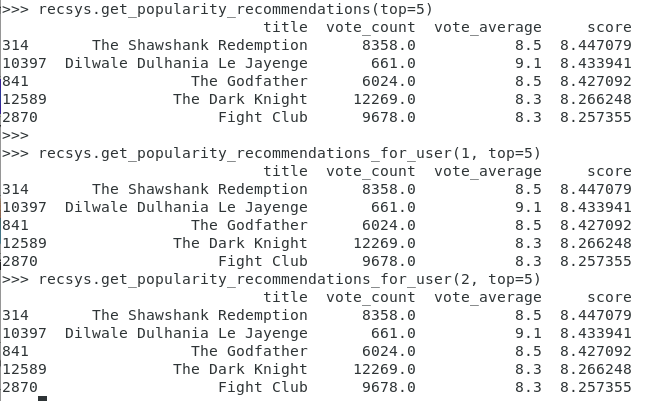 >>> recsys.get_popularity_recommendations(top=5)
title vote_count vote_average score
314 The Shawshank Redemption 8358.0 8.5 8.447079
10397 Dilwale Dulhania Le Jayenge 661.0 9.1 8.433941
841 The Godfather 6024.0 8.5 8.427092
12589 The Dark Knight 12269.0 8.3 8.266248
2870 Fight Club 9678.0 8.3 8.257355
>>>
>>> recsys.get_popularity_recommendations_for_user(1, top=5)
title vote_count vote_average score
314 The Shawshank Redemption 8358.0 8.5 8.447079
10397 Dilwale Dulhania Le Jayenge 661.0 9.1 8.433941
841 The Godfather 6024.0 8.5 8.427092
12589 The Dark Knight 12269.0 8.3 8.266248
2870 Fight Club 9678.0 8.3 8.257355
>>> recsys.get_popularity_recommendations_for_user(2, top=5)
title vote_count vote_average score
314 The Shawshank Redemption 8358.0 8.5 8.447079
10397 Dilwale Dulhania Le Jayenge 661.0 9.1 8.433941
841 The Godfather 6024.0 8.5 8.427092
12589 The Dark Knight 12269.0 8.3 8.266248
2870 Fight Club 9678.0 8.3 8.257355